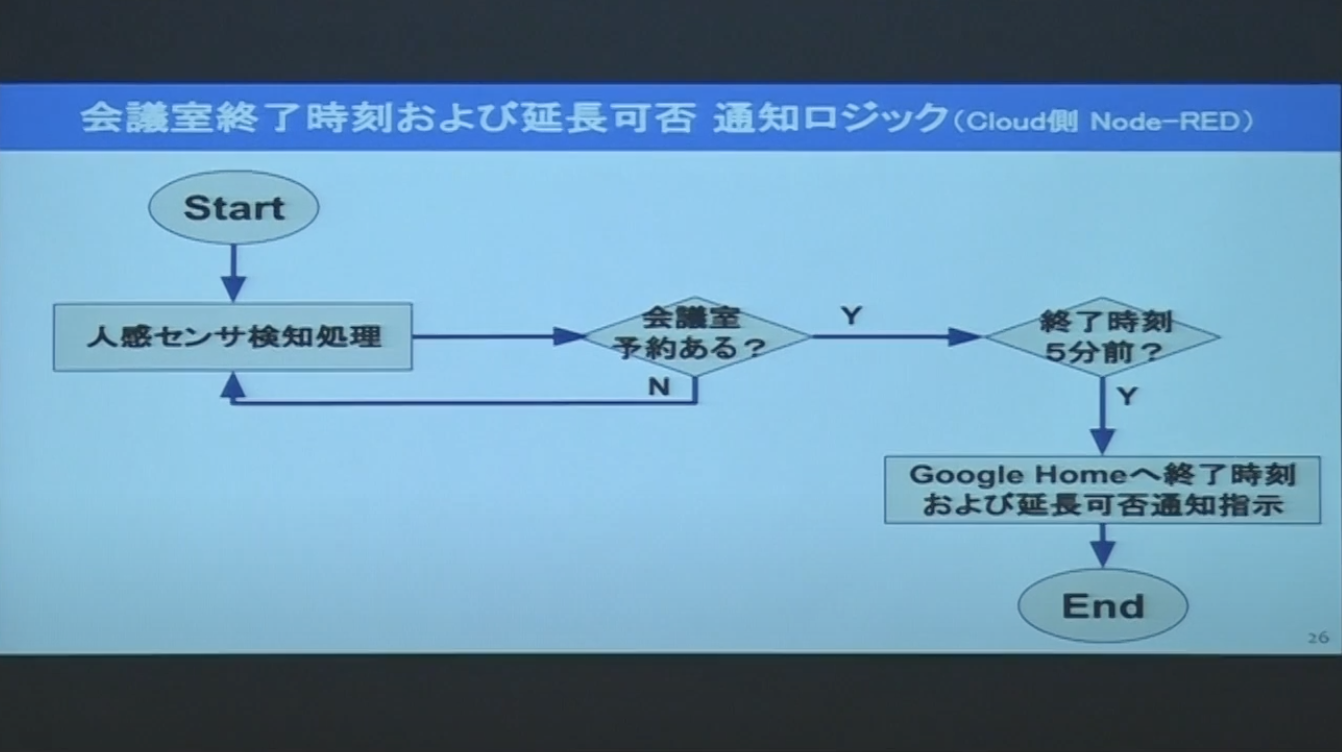 会議室終了時刻および延長可否 通知ロジック(Cloud側 Node-RED)
Start
人感センサ検知処理
会議室
予約ある?
Y
N
終了時刻
5分前?
Y
Google Homeへ終了時刻
および延長可否通知指示
End
26